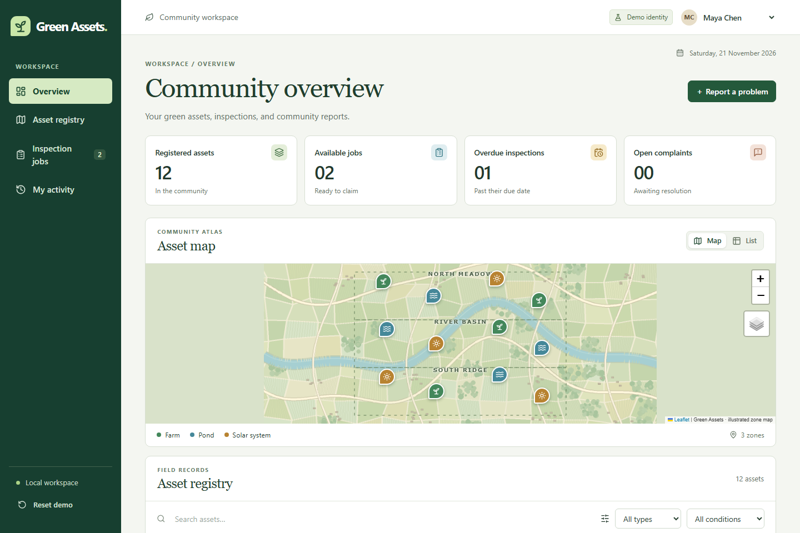 Green Assets.
WORKSPACE
Overview
Asset registry
Inspection jobs
2
My activity
Local workspace
Reset demo
Community workspace
Demo identity
MC
Maya Chen
Saturday, 21 November 2026
WORKSPACE / OVERVIEW
Community overview
Your green assets, inspections, and community reports.
+ Report a problem
Registered assets
12
In the community
Available jobs
02
Ready to claim
Overdue inspections
01
Past their due date
Open complaints
00
Awaiting resolution
COMMUNITY ATLAS
Asset map
Map
List
NORTH MEADOW
RIVER BASIN
SOUTH RIDGE
+
−
Leaflet | Green Assets · Illustrated zone map
Farm
Pond
Solar system
3 zones
FIELD RECORDS
Asset registry
12 assets
Search assets...
All types
All conditions